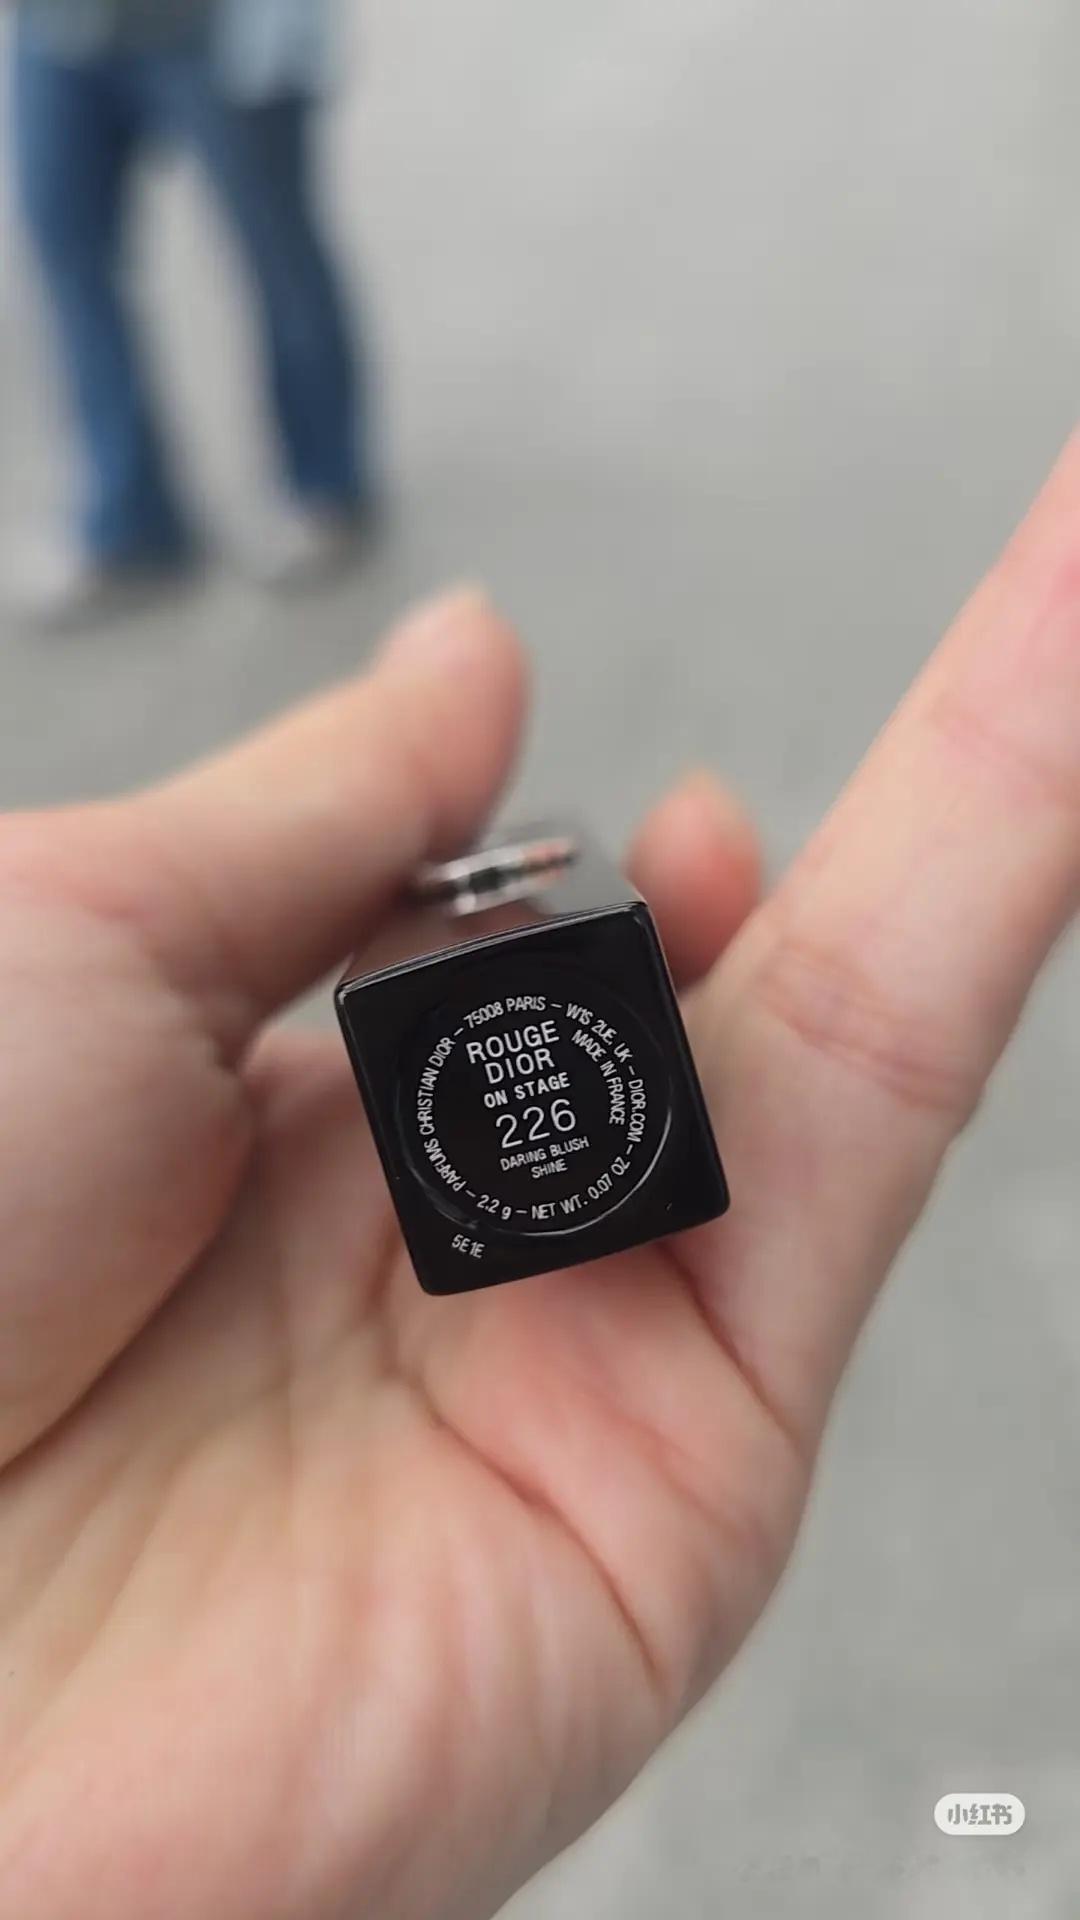 PARFUMS CHRISTIAN DIOR – 75008 PARIS – W1S 2UE. UK – DIOR.COM – NET WT. 0.07 OZ – 2.2 g –
MADE IN FRANCE
ROUGE
DIOR
ON STAGE
226
DARING BLUSH
SHINE
5E1E
小红书